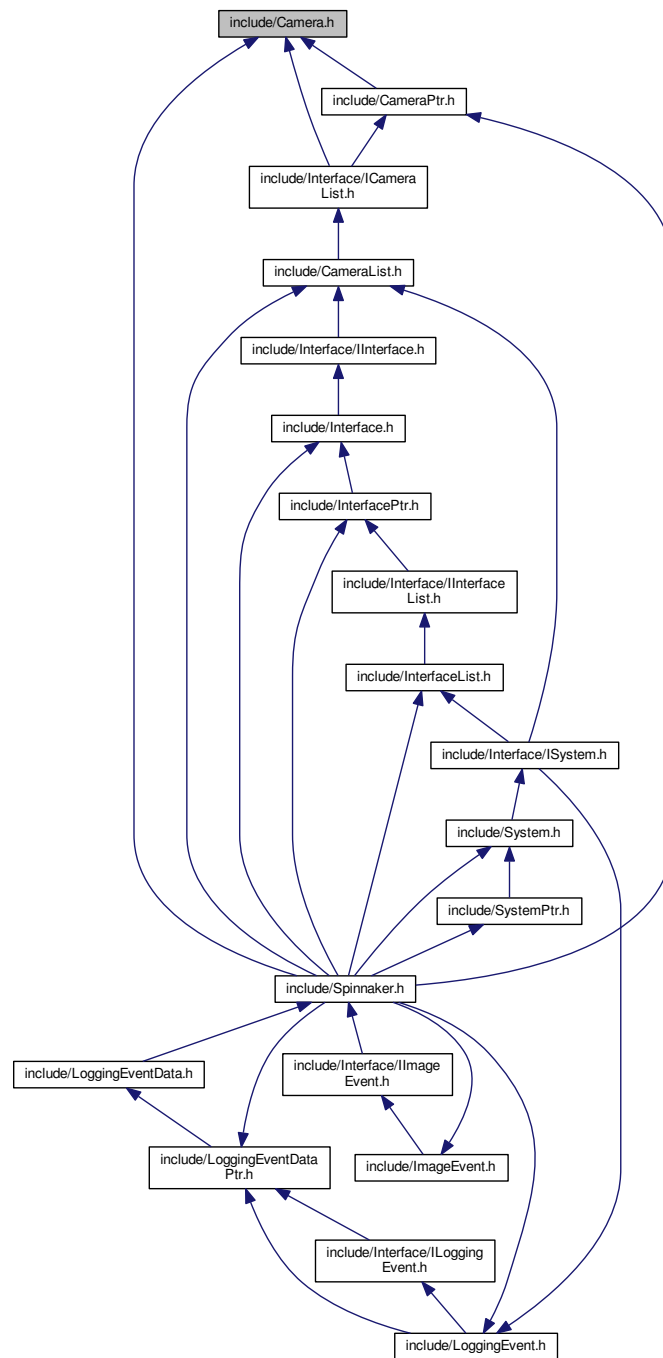 include/Camera.h
include/CameraPtr.h
include/Interface/ICamera
List.h
include/CameraList.h
include/Interface/IInterface.h
include/Interface.h
include/InterfacePtr.h
include/Interface/IInterface
List.h
include/InterfaceList.h
include/Interface/ISystem.h
include/System.h
include/SystemPtr.h
include/Spinnaker.h
include/LoggingEventData.h
include/Interface/IImage
Event.h
include/LoggingEventData
Ptr.h
include/ImageEvent.h
include/Interface/ILogging
Event.h
include/LoggingEvent.h